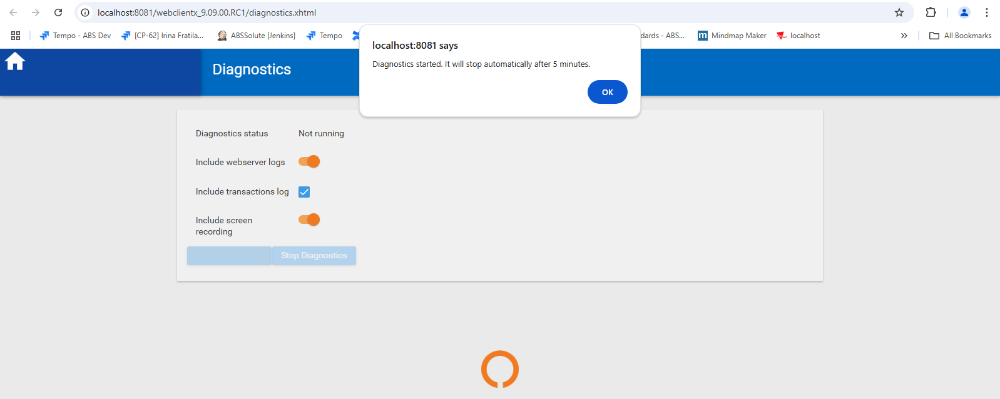 localhost:8081/webclientx_9.09.00.RC1/diagnostics.xhtml
Tempo - ABS Dev
[CP-62] Irina Fratila...
ABSSolute [Jenkins]
Tempo
dards - ABS...
m Mindmap Maker
localhost
»
All Bookmarks
localhost:8081 says
Diagnostics started. It will stop automatically after 5 minutes.
OK
Diagnostics
Diagnostics status Not running
Include webserver logs
Include transactions log
Include screen
recording
Stop Diagnostics